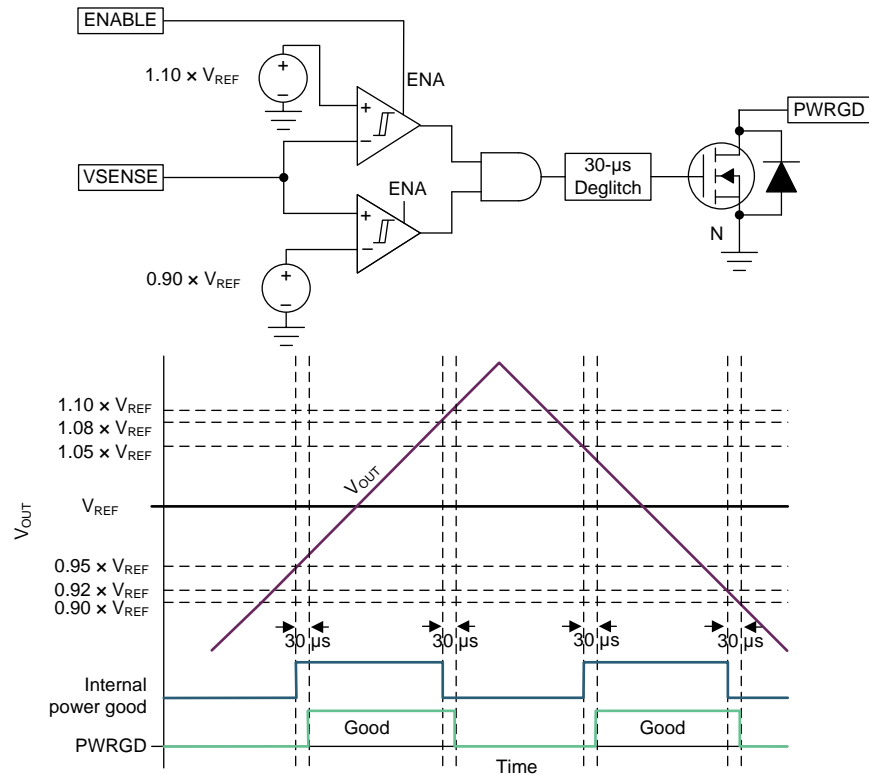 ENABLE
1.10 × VREF
ENA
PWRGD
VSENSE
30-µs
Deglitch
ENA
N
0.90 × VREF
+
−
+
−
+
−
+
−
1.10 × VREF
1.08 × VREF
1.05 × VREF
VOUT
VREF
VOUT
0.95 × VREF
0.92 × VREF
0.90 × VREF
30 µs
30 µs
30 µs
30 µs
Internal
power good
Good
Good
PWRGD
Time